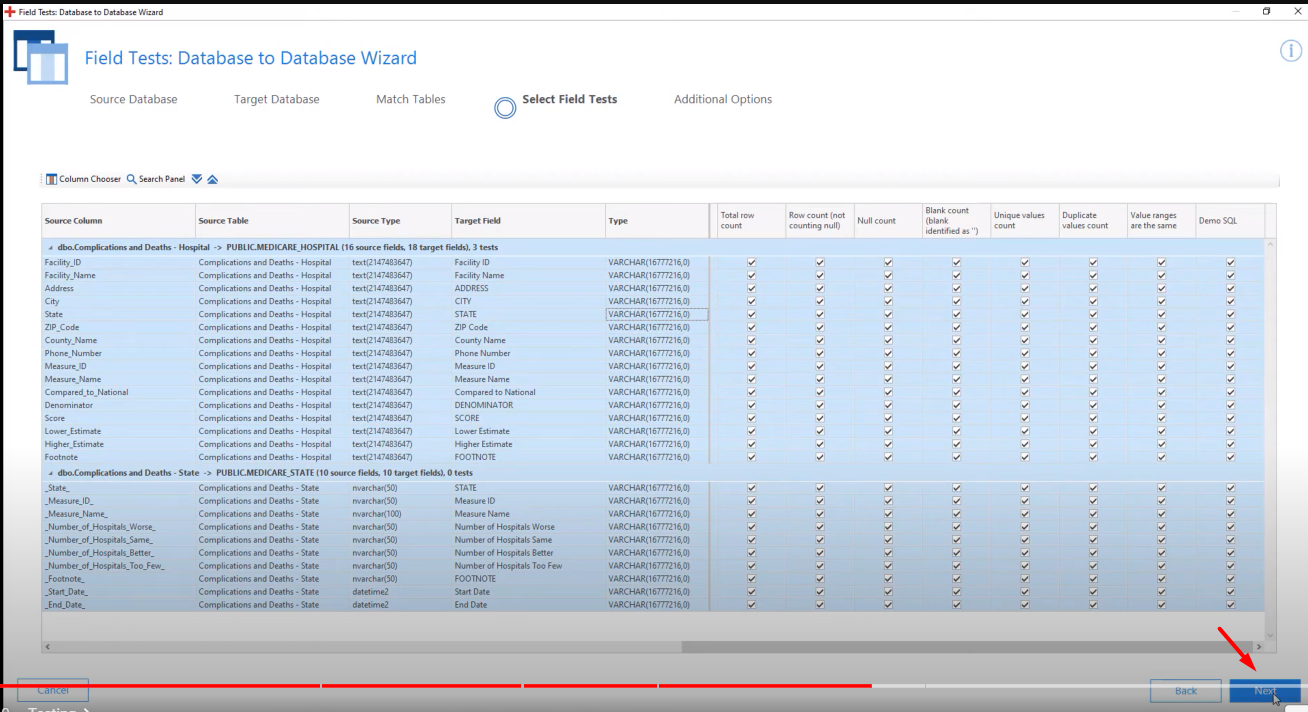 Field Tests: Database to Database Wizard
Field Tests: Database to Database Wizard
Source Database Target Database Match Tables Select Field Tests Additional Options
Column Chooser Search Panel
Source Column Source Table Source Type Target Field Type Total row count Row count (not counting null) Null count Blank count (blank identified as '') Unique values count Duplicate values count Value ranges are the same Demo SQL
dbo.Complications and Deaths - Hospital -> PUBLIC.MEDICARE_HOSPITAL (16 source fields, 18 target fields), 3 tests
Facility_ID Complications and Deaths - Hospital text(2147483647) Facility ID VARCHAR(16777216,0)
Facility_Name Complications and Deaths - Hospital text(2147483647) Facility Name VARCHAR(16777216,0)
Address Complications and Deaths - Hospital text(2147483647) ADDRESS VARCHAR(16777216,0)
City Complications and Deaths - Hospital text(2147483647) CITY VARCHAR(16777216,0)
State Complications and Deaths - Hospital text(2147483647) STATE VARCHAR(16777216,0)
ZIP_Code Complications and Deaths - Hospital text(2147483647) ZIP Code VARCHAR(16777216,0)
County_Name Complications and Deaths - Hospital text(2147483647) County Name VARCHAR(16777216,0)
Phone_Number Complications and Deaths - Hospital text(2147483647) Phone Number VARCHAR(16777216,0)
Measure_ID Complications and Deaths - Hospital text(2147483647) Measure ID VARCHAR(16777216,0)
Measure_Name Complications and Deaths - Hospital text(2147483647) Measure Name VARCHAR(16777216,0)
Compared_to_National Complications and Deaths - Hospital text(2147483647) Compared to National VARCHAR(16777216,0)
Denominator Complications and Deaths - Hospital text(2147483647) DENOMINATOR VARCHAR(16777216,0)
Score Complications and Deaths - Hospital text(2147483647) SCORE VARCHAR(16777216,0)
Lower_Estimate Complications and Deaths - Hospital text(2147483647) Lower Estimate VARCHAR(16777216,0)
Higher_Estimate Complications and Deaths - Hospital text(2147483647) Higher Estimate VARCHAR(16777216,0)
Footnote Complications and Deaths - Hospital text(2147483647) FOOTNOTE VARCHAR(16777216,0)
dbo.Complications and Deaths - State -> PUBLIC.MEDICARE_STATE (10 source fields, 10 target fields), 0 tests
_State_ Complications and Deaths - State nvarchar(50) STATE VARCHAR(16777216,0)
_Measure_ID_ Complications and Deaths - State nvarchar(50) Measure ID VARCHAR(16777216,0)
_Measure_Name_ Complications and Deaths - State nvarchar(100) Measure Name VARCHAR(16777216,0)
_Number_of_Hospitals_Worse_ Complications and Deaths - State nvarchar(50) Number of Hospitals Worse VARCHAR(16777216,0)
_Number_of_Hospitals_Same_ Complications and Deaths - State nvarchar(50) Number of Hospitals Same VARCHAR(16777216,0)
_Number_of_Hospitals_Better_ Complications and Deaths - State nvarchar(50) Number of Hospitals Better VARCHAR(16777216,0)
_Number_of_Hospitals_Too_Few_ Complications and Deaths - State nvarchar(50) Number of Hospitals Too Few VARCHAR(16777216,0)
_Footnote_ Complications and Deaths - State nvarchar(50) FOOTNOTE VARCHAR(16777216,0)
_Start_Date_ Complications and Deaths - State datetime2 Start Date VARCHAR(16777216,0)
_End_Date_ Complications and Deaths - State datetime2 End Date VARCHAR(16777216,0)
Cancel Back Next
Testing